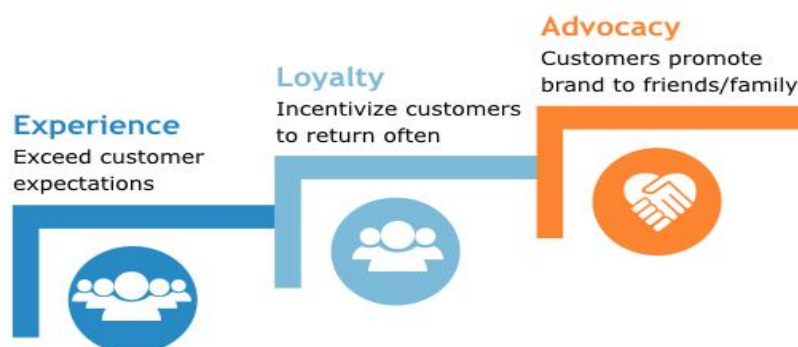 Experience
Exceed customer
expectations
Loyalty
Incentivize customers
to return often
Advocacy
Customers promote
brand to friends/family